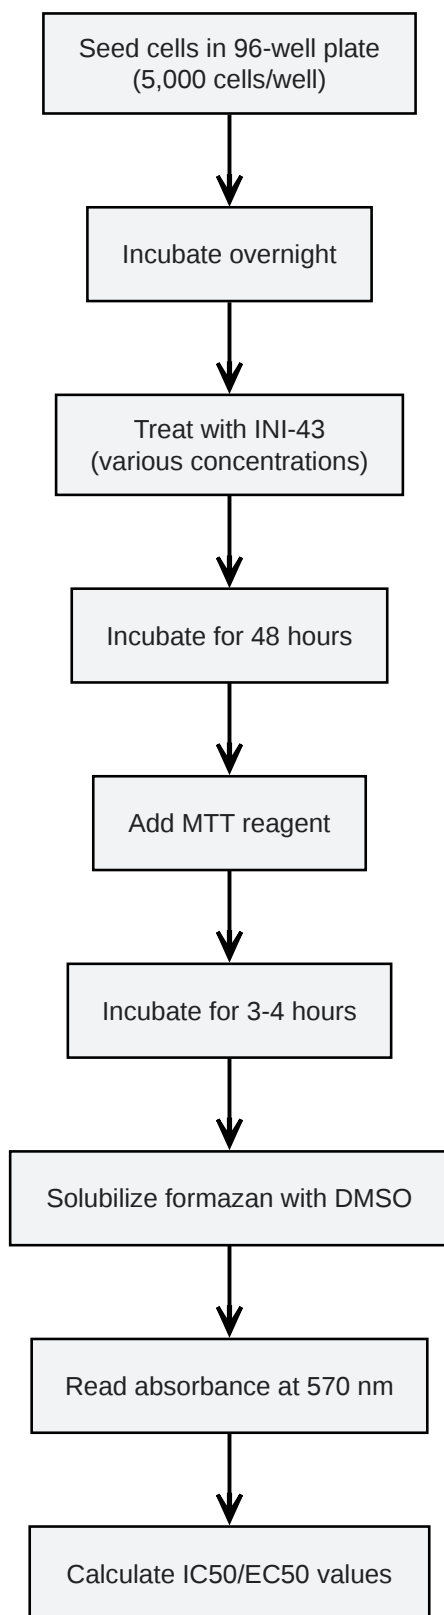 Seed cells in 96-well plate
(5,000 cells/well)
Incubate overnight
Treat with INI-43
(various concentrations)
Incubate for 48 hours
Add MTT reagent
Incubate for 3-4 hours
Solubilize formazan with DMSO
Read absorbance at 570 nm
Calculate IC50/EC50 values